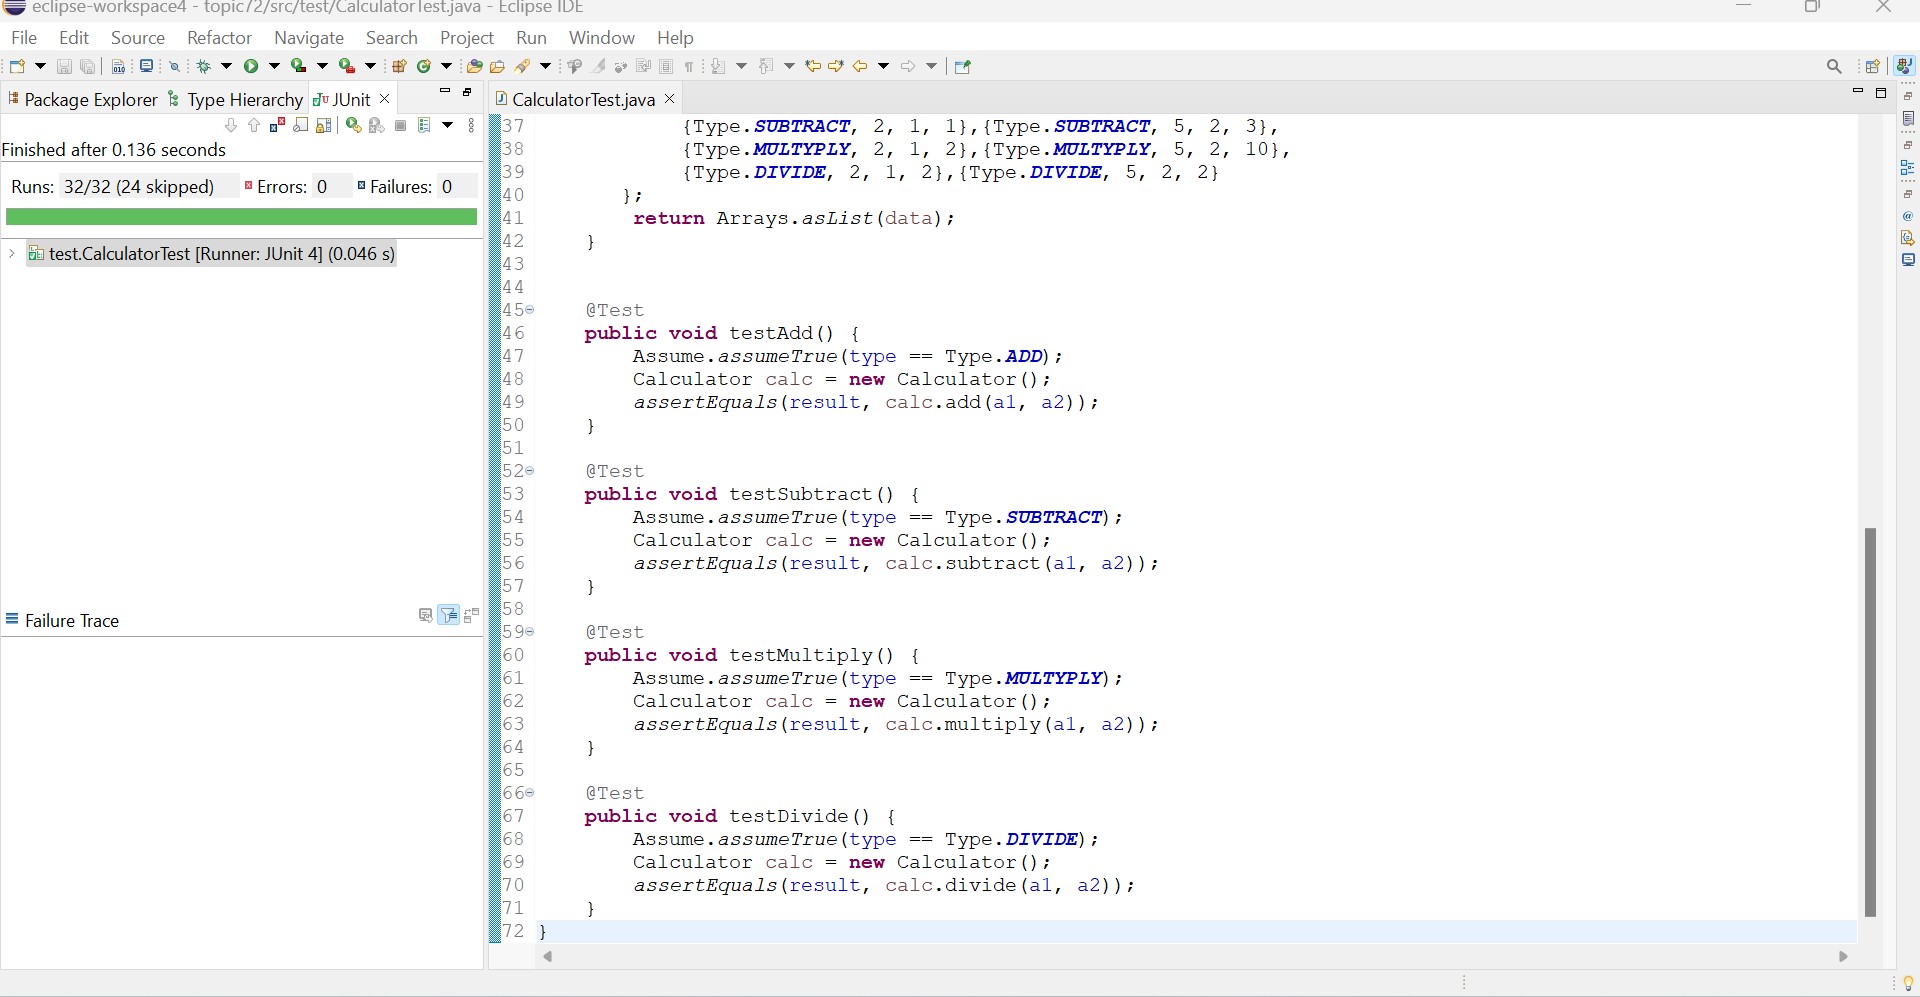 eclipse-workspace4 - topic72/src/test/CalculatorTest.java - Eclipse IDE
File Edit Source Refactor Navigate Search Project Run Window Help
Package Explorer Type Hierarchy JUnit
CalculatorTest.java
Finished after 0.136 seconds
Runs: 32/32 (24 skipped) Errors: 0 Failures: 0
test.CalculatorTest [Runner: JUnit 4] (0.046 s)
Failure Trace
37 {Type.SUBTRACT, 2, 1, 1},{Type.SUBTRACT, 5, 2, 3},
38 {Type.MULTYPLY, 2, 1, 2},{Type.MULTYPLY, 5, 2, 10},
39 {Type.DIVIDE, 2, 1, 2},{Type.DIVIDE, 5, 2, 2}
40 };
41 return Arrays.asList(data);
42 }
43
44
45 @Test
46 public void testAdd() {
47 Assume.assumeTrue(type == Type.ADD);
48 Calculator calc = new Calculator();
49 assertEquals(result, calc.add(a1, a2));
50 }
51
52 @Test
53 public void testSubtract() {
54 Assume.assumeTrue(type == Type.SUBTRACT);
55 Calculator calc = new Calculator();
56 assertEquals(result, calc.subtract(a1, a2));
57 }
58
59 @Test
60 public void testMultiply() {
61 Assume.assumeTrue(type == Type.MULTYPLY);
62 Calculator calc = new Calculator();
63 assertEquals(result, calc.multiply(a1, a2));
64 }
65
66 @Test
67 public void testDivide() {
68 Assume.assumeTrue(type == Type.DIVIDE);
69 Calculator calc = new Calculator();
70 assertEquals(result, calc.divide(a1, a2));
71 }
72 }